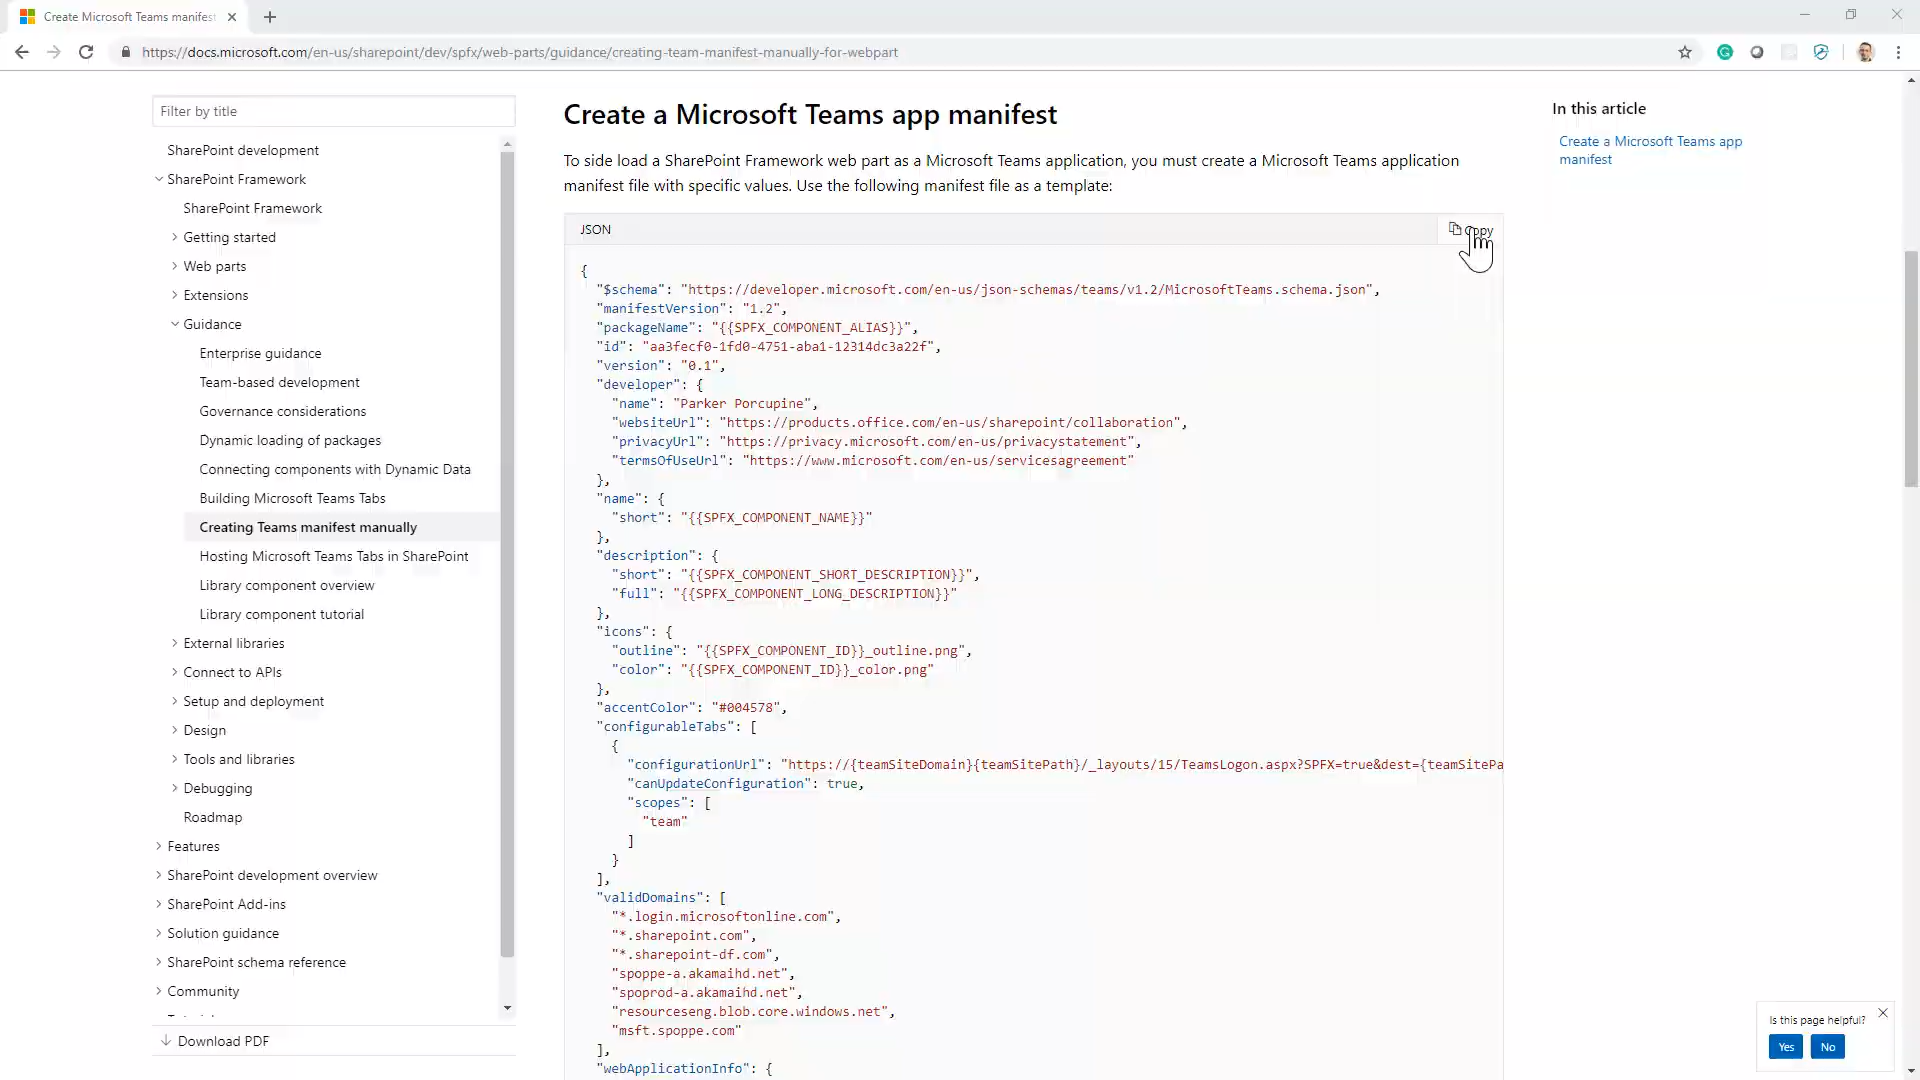 Create Microsoft Teams manifest
https://docs.microsoft.com/en-us/sharepoint/dev/spfx/web-parts/guidance/creating-team-manifest-manually-for-webpart
Filter by title
SharePoint development
SharePoint Framework
SharePoint Framework
Getting started
Web parts
Extensions
Guidance
Enterprise guidance
Team-based development
Governance considerations
Dynamic loading of packages
Connecting components with Dynamic Data
Building Microsoft Teams Tabs
Creating Teams manifest manually
Hosting Microsoft Teams Tabs in SharePoint
Library component overview
Library component tutorial
External libraries
Connect to APIs
Setup and deployment
Design
Tools and libraries
Debugging
Roadmap
Features
SharePoint development overview
SharePoint Add-ins
Solution guidance
SharePoint schema reference
Community
Download PDF
Create a Microsoft Teams app manifest
To side load a SharePoint Framework web part as a Microsoft Teams application, you must create a Microsoft Teams application
manifest file with specific values. Use the following manifest file as a template:
JSON
Copy
{
"$schema": "https://developer.microsoft.com/en-us/json-schemas/teams/v1.2/MicrosoftTeams.schema.json",
"manifestVersion": "1.2",
"packageName": "{{SPFX_COMPONENT_ALIAS}}",
"id": "aa3fecf0-1fd0-4751-aba1-12314dc3a22f",
"version": "0.1",
"developer": {
"name": "Parker Porcupine",
"websiteUrl": "https://products.office.com/en-us/sharepoint/collaboration",
"privacyUrl": "https://privacy.microsoft.com/en-us/privacystatement",
"termsOfUseUrl": "https://www.microsoft.com/en-us/servicesagreement"
},
"name": {
"short": "{{SPFX_COMPONENT_NAME}}"
},
"description": {
"short": "{{SPFX_COMPONENT_SHORT_DESCRIPTION}}",
"full": "{{SPFX_COMPONENT_LONG_DESCRIPTION}}"
},
"icons": {
"outline": "{{SPFX_COMPONENT_ID}}_outline.png",
"color": "{{SPFX_COMPONENT_ID}}_color.png"
},
"accentColor": "#004578",
"configurableTabs": [
{
"configurationUrl": "https://{teamSiteDomain}{teamSitePath}/_layouts/15/TeamsLogon.aspx?SPFX=true&dest={teamSitePa
"canUpdateConfiguration": true,
"scopes": [
"team"
]
}
],
"validDomains": [
"*.login.microsoftonline.com",
"*.sharepoint.com",
"*.sharepoint-df.com",
"spoppe-a.akamaihd.net",
"spoprod-a.akamaihd.net",
"resourceseng.blob.core.windows.net",
"msft.spoppe.com"
],
"webApplicationInfo": {
In this article
Create a Microsoft Teams app
manifest
Is this page helpful?
Yes
No